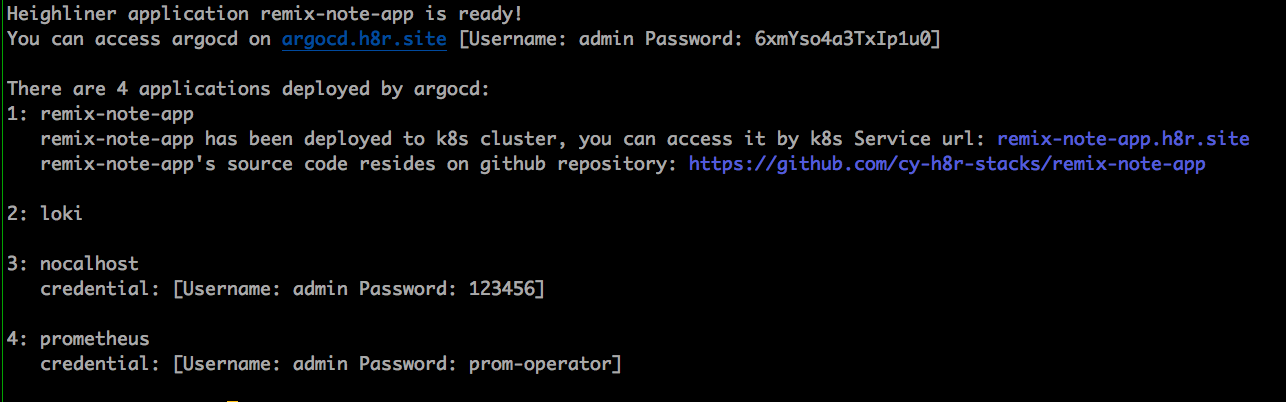 Heighliner application remix-note-app is ready!
You can access argocd on argocd.h8r.site [Username: admin Password: 6xmYso4a3TxIp1u0]
There are 4 applications deployed by argocd:
1: remix-note-app
remix-note-app has been deployed to k8s cluster, you can access it by k8s Service url: remix-note-app.h8r.site
remix-note-app's source code resides on github repository: https://github.com/cy-h8r-stacks/remix-note-app
2: loki
3: nocalhost
credential: [Username: admin Password: 123456]
4: prometheus
credential: [Username: admin Password: prom-operator]